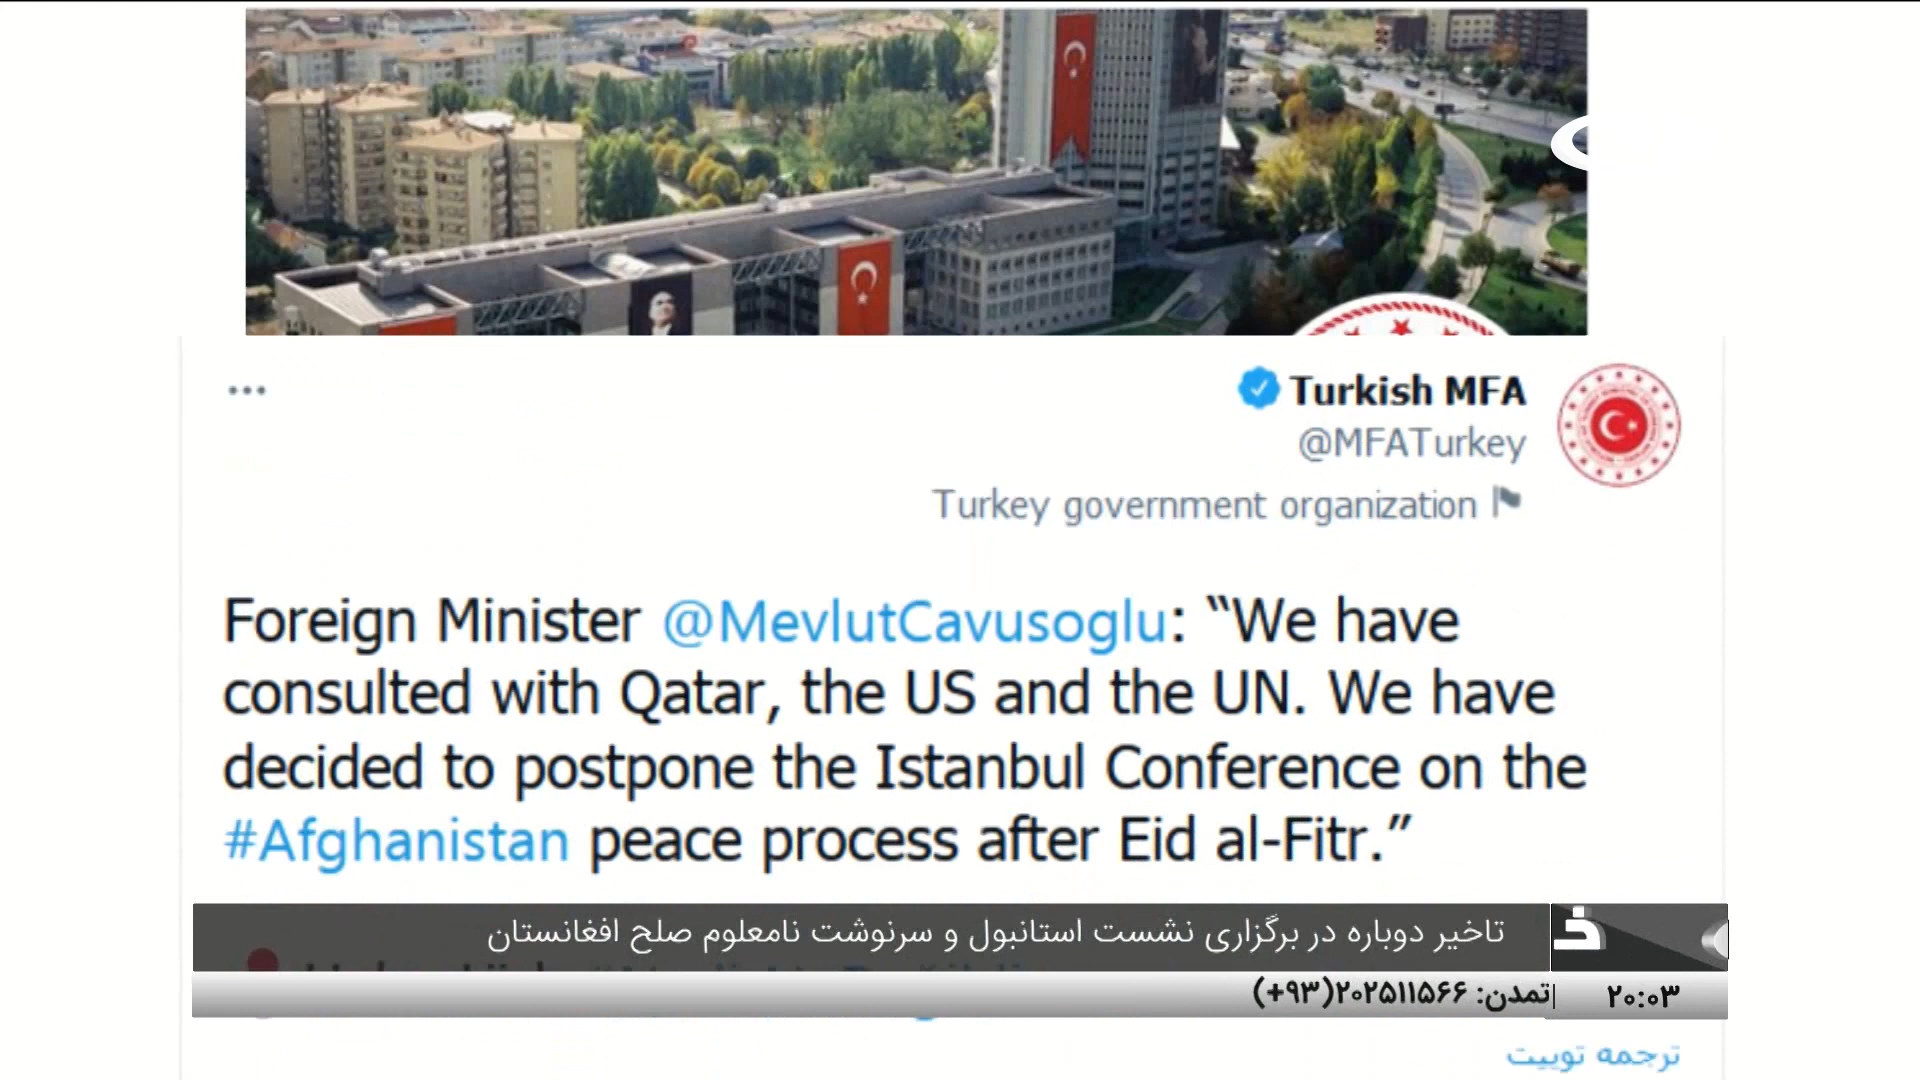 Turkish MFA
@MFATurkey
Turkey government organization
Foreign Minister @MevlutCavusoglu: “We have
consulted with Qatar, the US and the UN. We have
decided to postpone the Istanbul Conference on the
#Afghanistan peace process after Eid al-Fitr.”
تاخیر دوباره در برگزاری نشست استانبول و سرنوشت نامعلوم صلح افغانستان
تمدن: ۲۰۲۵۱۱۵۶۶(۹۳+)
۲۰:۰۳
ترجمه توییت